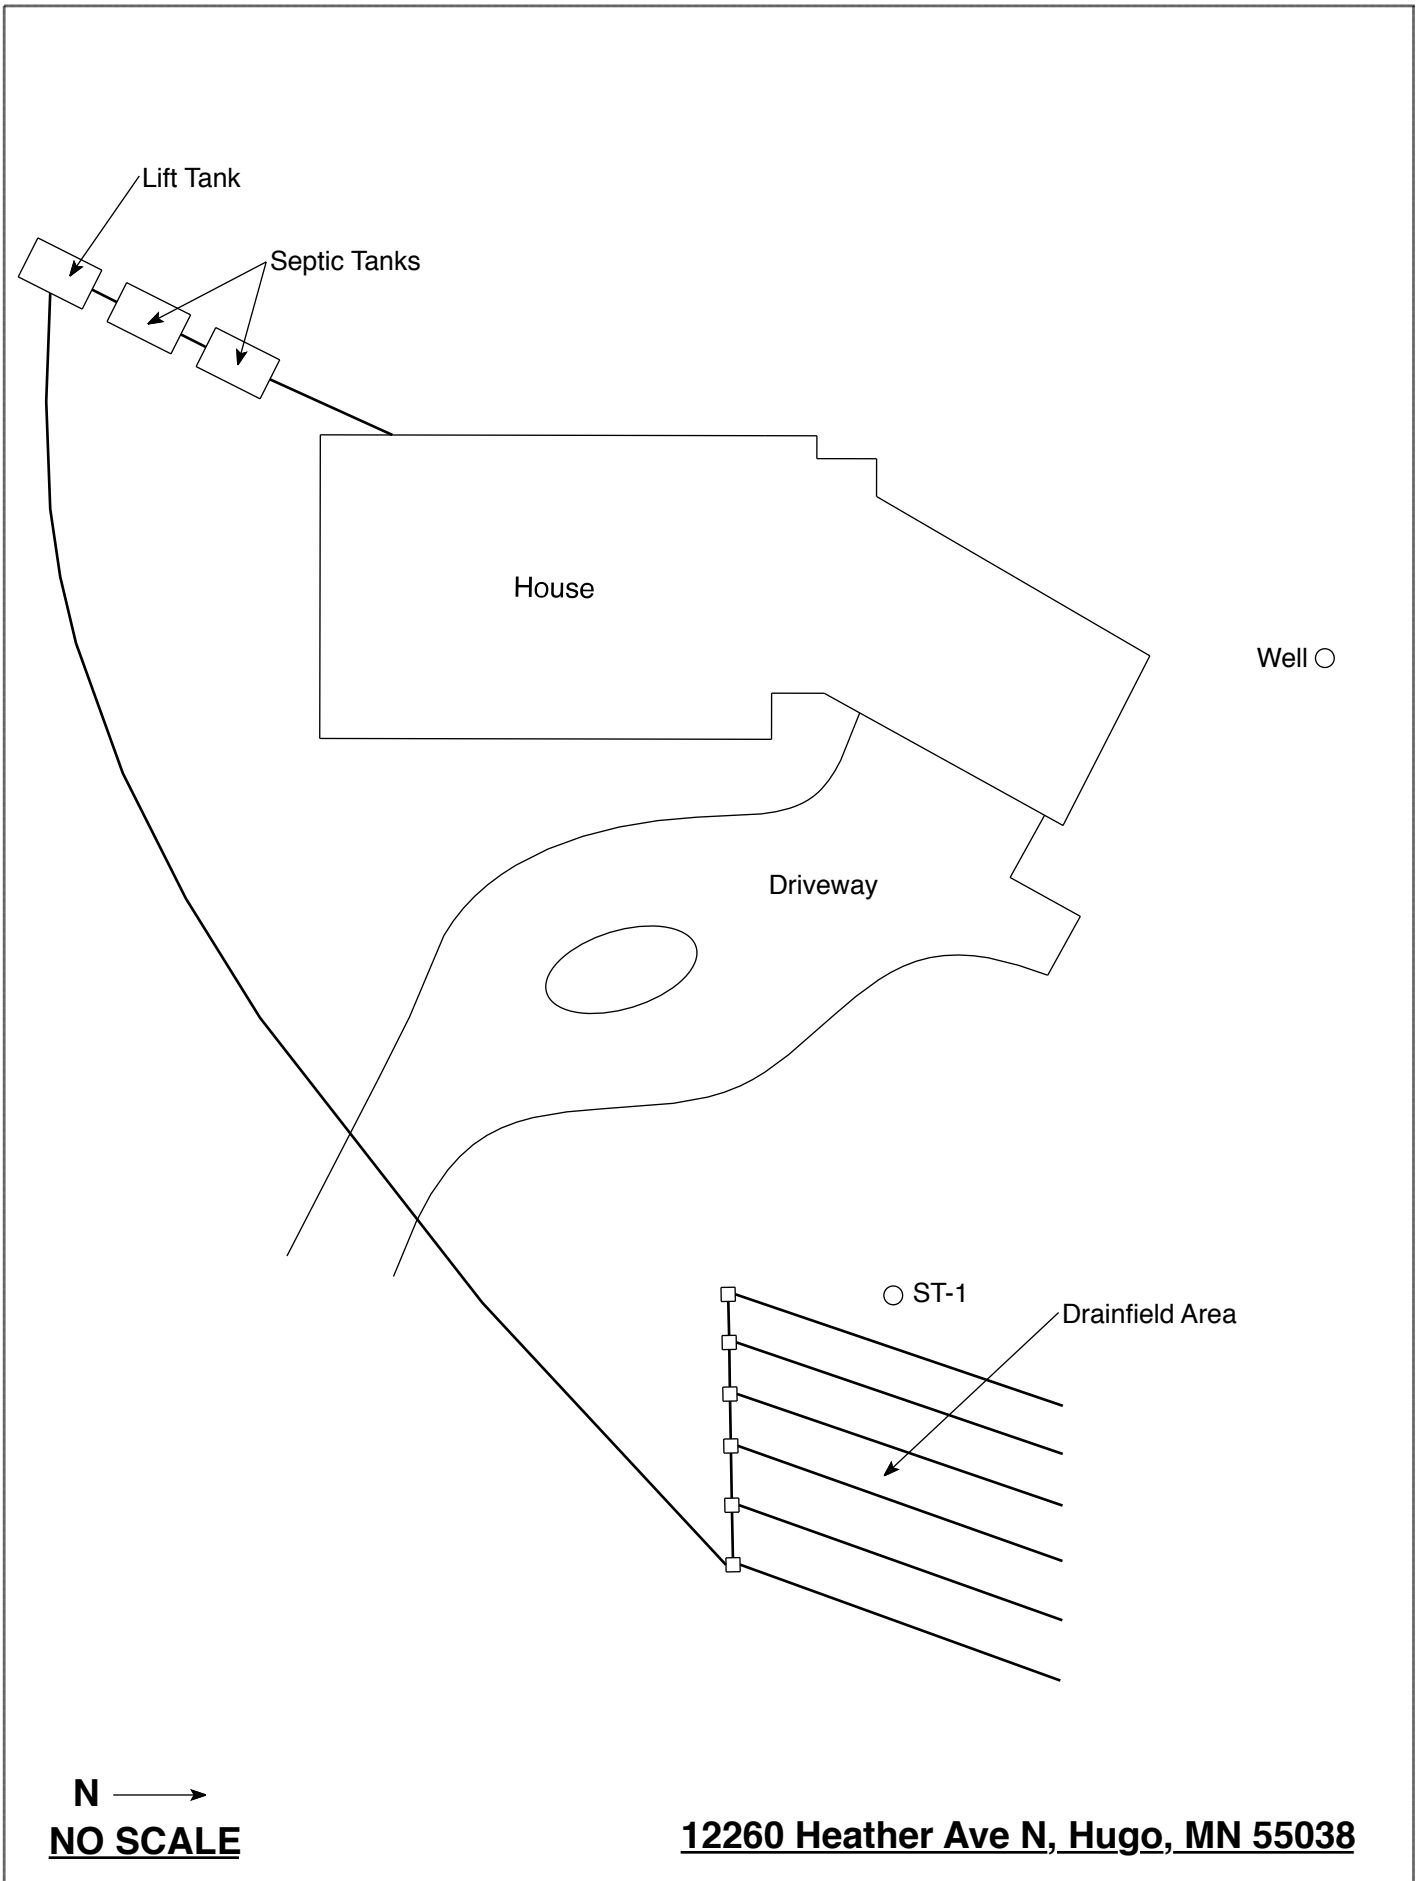 Lift Tank
Septic Tanks
House
Well
Driveway
ST-1
Drainfield Area
N
NO SCALE
12260 Heather Ave N, Hugo, MN 55038